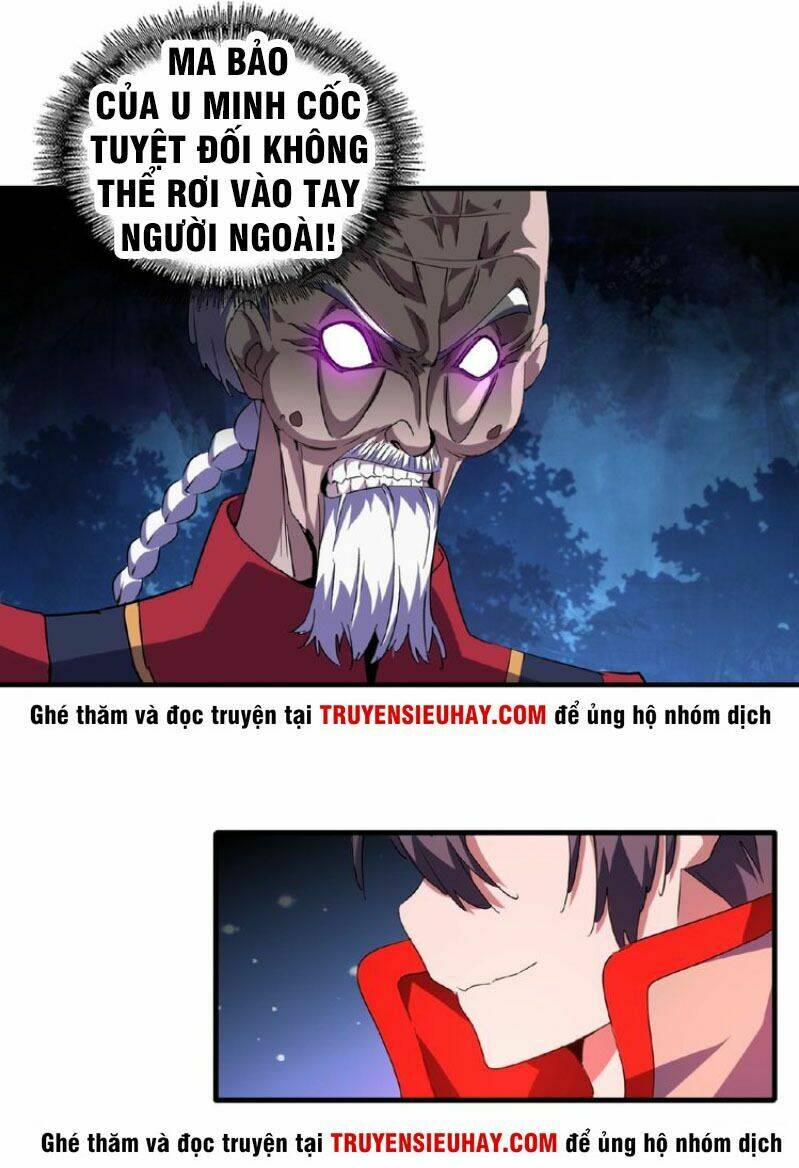 MA BẢO
CỦA U MINH CỐC
TUYỆT ĐỐI KHÔNG
THỂ RƠI VÀO TAY
NGƯỜI NGOÀI!
Ghé thăm và đọc truyện tại TRUYENSIEUHAY.COM để ủng hộ nhóm dịch
Ghé thăm và đọc truyện tại TRUYENSIEUHAY.COM để ủng hộ nhóm dịch